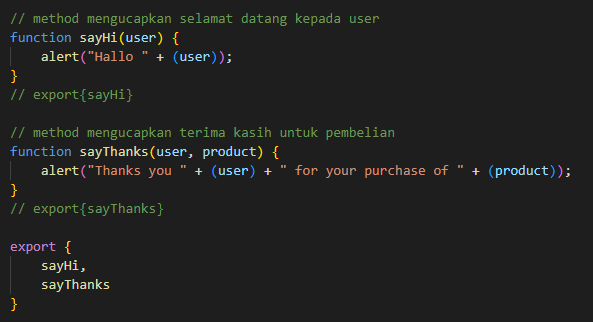 // method mengucapkan selamat datang kepada user
function sayHi(user) {
    alert("Hallo " + (user));
}
// export{sayHi}

// method mengucapkan terima kasih untuk pembelian
function sayThanks(user, product) {
    alert("Thanks you " + (user) + " for your purchase of " + (product));
}
// export{sayThanks}

export {
    sayHi,
    sayThanks
}